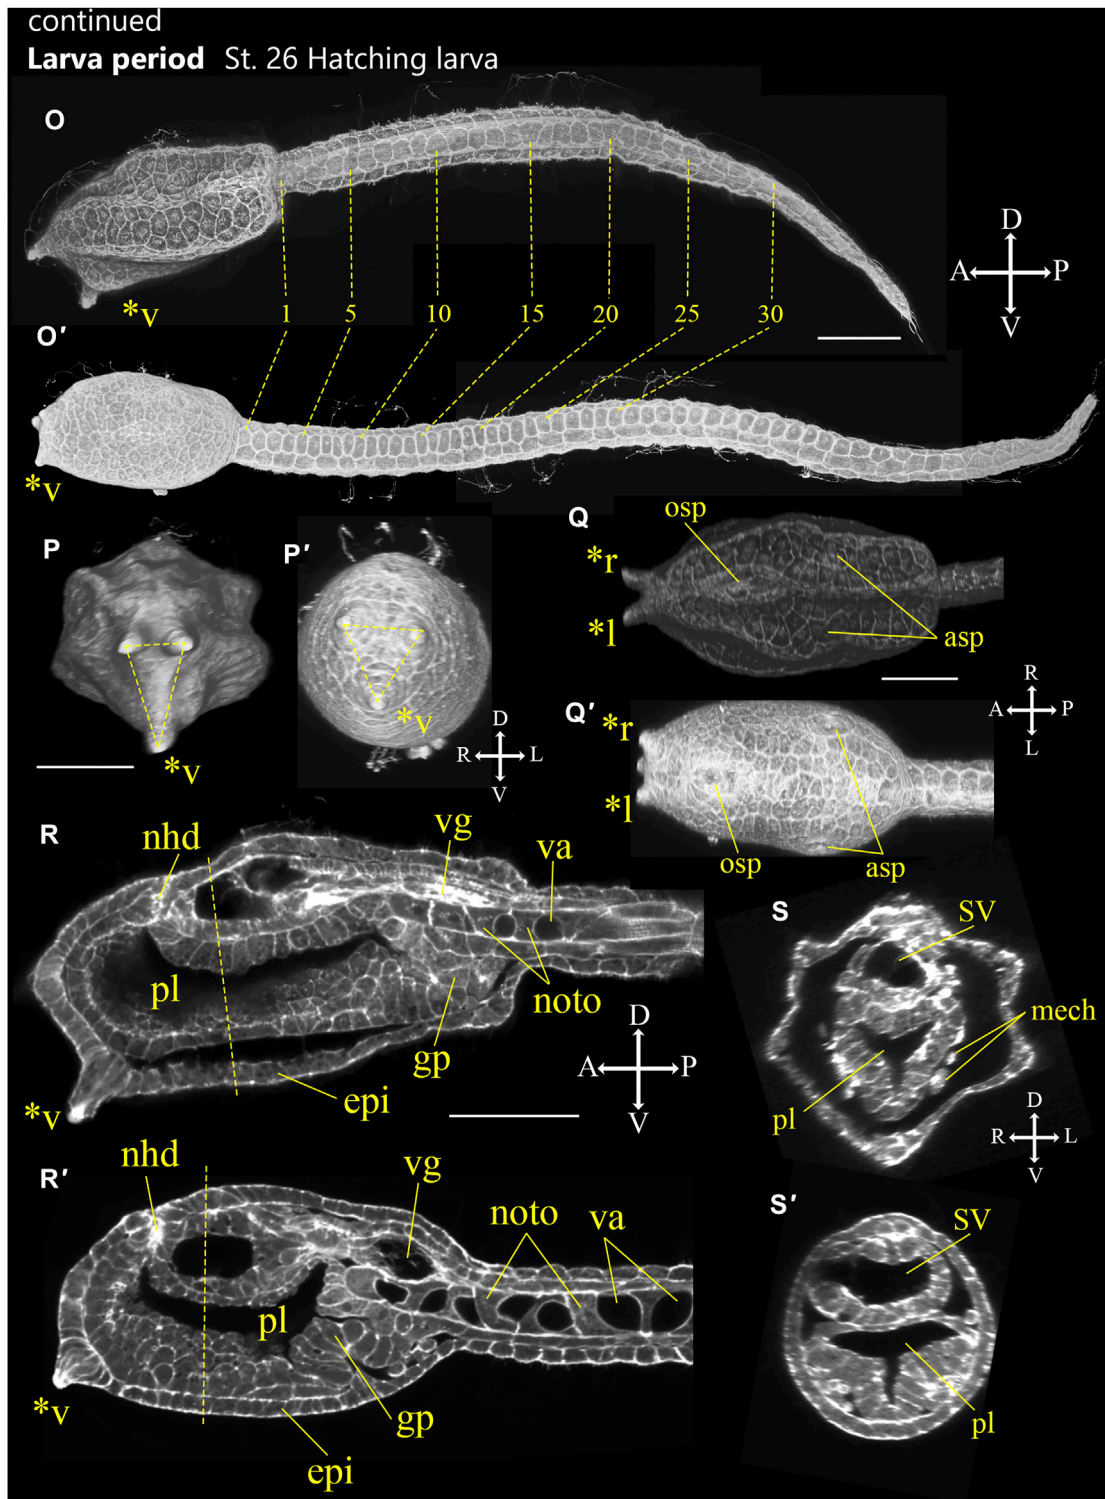 continued
Larva period St. 26 Hatching larva
O
D
A P
V
*v
1 5 10 15 20 25 30
O′
*v
P
*v
P′
*v
D
R L
V
Q
osp
*r
*l
asp
R
A P
L
Q′
*r
*l
osp
asp
R
nhd
vg
va
pl
noto
gp
epi
*v
D
A P
V
S
SV
mech
pl
D
R L
V
R′
nhd
vg
noto
va
pl
gp
epi
*v
S′
SV
pl